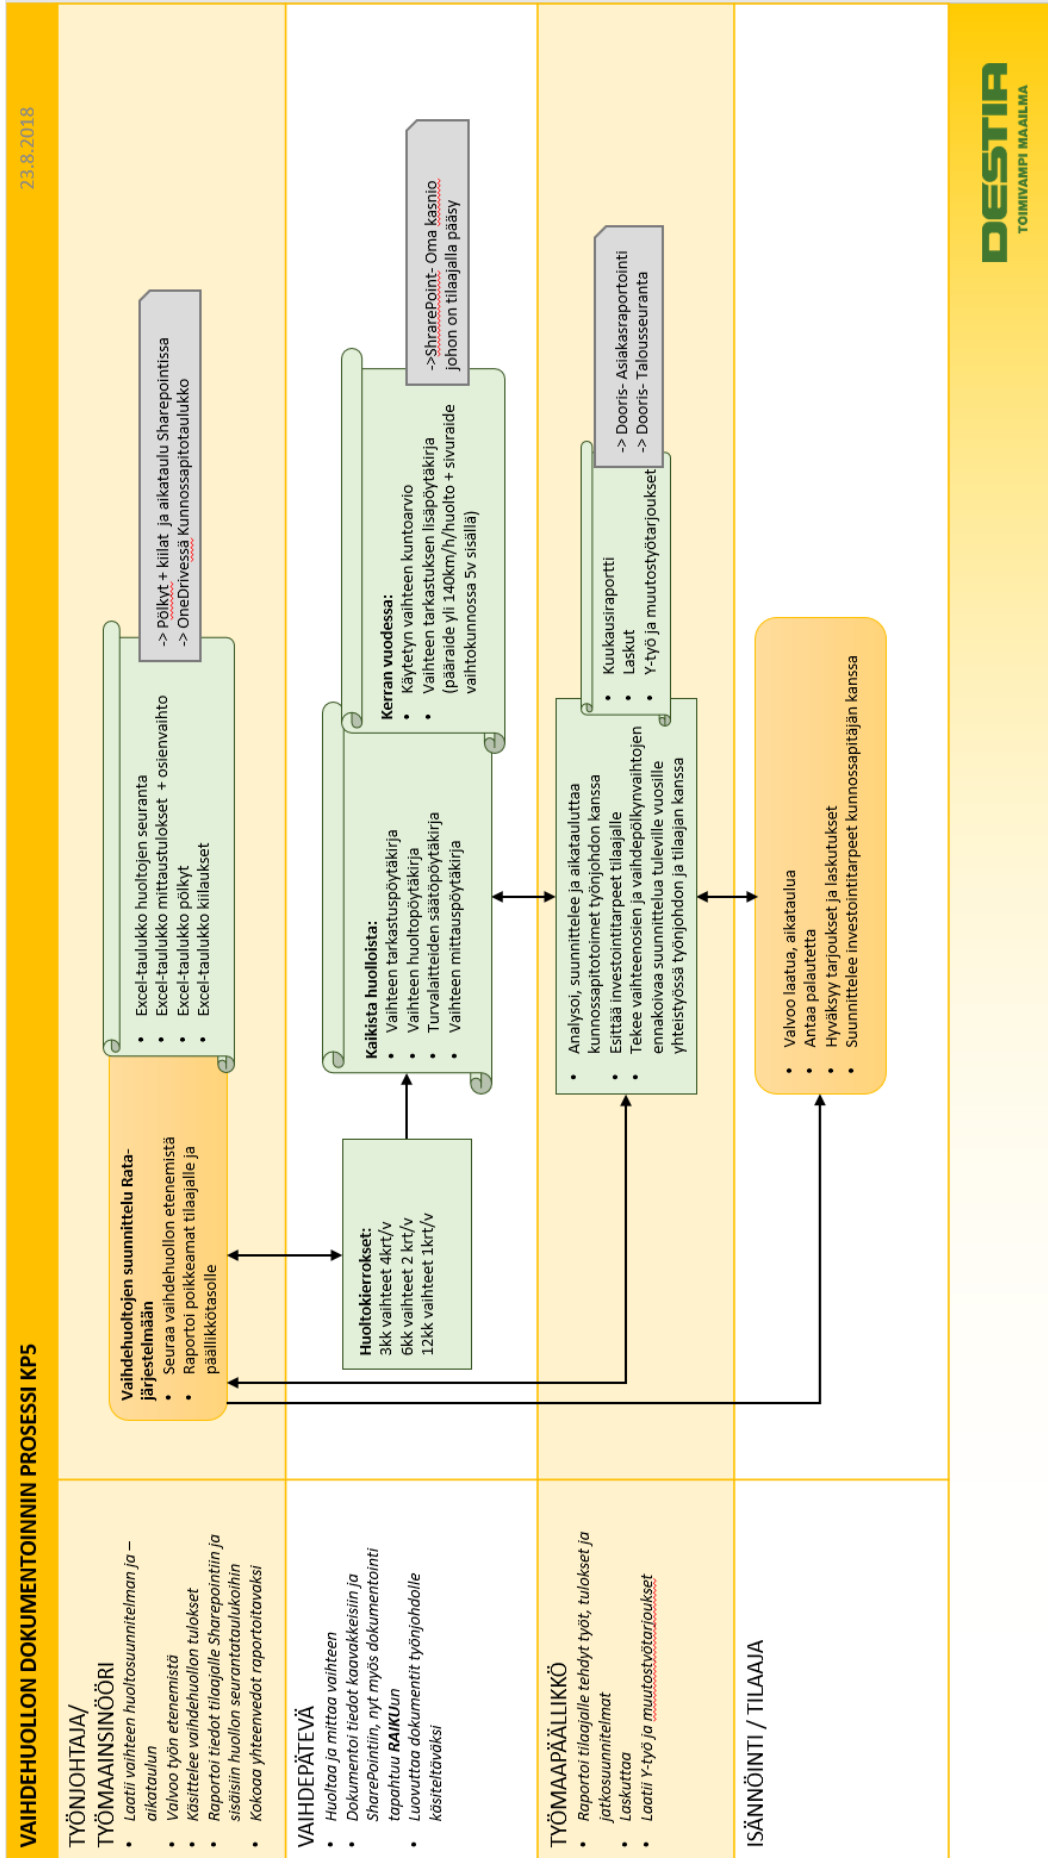 VAIHDEHUOLLON DOKUMENTOINNIN PROSESSI KP5
23.8.2018
TYÖNJOHTAJA/
TYÖMAAINSINÖÖRI
• Laatii vaihteen huoltosuunnitelman ja –
aikataulun
• Valvoo työn etenemistä
• Käsittelee vaihdehuollon tulokset
• Raportoi tiedot tilaajalle Sharepointiin ja
sisäisiin huollon seurantataulukoihin
• Kokoaa yhteenvedot raportoitavaksi
Vaihdehuoltojen suunnittelu Rata-
järjestelmään
• Seuraa vaihdehuollon etenemistä
• Raportoi poikkeamat tilaajalle ja
päällikkötasolle
• Excel-taulukko huoltojen seuranta
• Excel-taulukko mittaustulokset + osienvaihto
• Excel-taulukko pölkyt
• Excel-taulukko kiilaukset
-> Pölkyt + kiilat ja aikataulu Sharepointissa
-> OneDrivessä Kunnossapitotaulukko
VAIHDEPÄTEVÄ
• Huoltaa ja mittaa vaihteen
• Dokumentoi tiedot kaavakkeisiin ja
SharePointiin, nyt myös dokumentointi
tapahtuu RAIKUun
• Luovuttaa dokumentit työnjohdolle
käsiteltäväksi
Huoltokierrokset:
3kk vaihteet 4krt/v
6kk vaihteet 2 krt/v
12kk vaihteet 1krt/v
Kaikista huolloista:
• Vaihteen tarkastuspöytäkirja
• Vaihteen huoltopöytäkirja
• Turvalaitteiden säätöpöytäkirja
• Vaihteen mittauspöytäkirja
Kerran vuodessa:
• Käytetyn vaihteen kuntoarvio
• Vaihteen tarkastuksen lisäpöytäkirja
(pääraide yli 140km/h/huolto + sivuraide
vaihtokunnossa 5v sisällä)
->ShrarePoint- Oma kasnio
johon on tilaajalla pääsy
TYÖMAAPÄÄLLIKKÖ
• Raportoi tilaajalle tehdyt työt, tulokset ja
jatkosuunnitelmat
• Laskuttaa
• Laatii Y-työ ja muutostyötarjoukset
• Analysoi, suunnittelee ja aikatauluttaa
kunnossapitotoimet työnjohdon kanssa
• Esittää investointitarpeet tilaajalle
• Tekee vaihteenosien ja vaihdepölkynvaihtojen
ennakoivaa suunnittelua tuleville vuosille
yhteistyössä työnjohdon ja tilaajan kanssa
• Kuukausiraportti
• Laskut
• Y-työ ja muutostyötarjoukset
-> Dooris- Asiakasraportointi
-> Dooris- Talousseuranta
ISÄNNÖINTI / TILAAJA
• Valvoo laatua, aikataulua
• Antaa palautetta
• Hyväksyy tarjoukset ja laskutukset
• Suunnittelee investointitarpeet kunnossapitäjän kanssa
DESTIA
TOIMIVAMPI MAAILMA